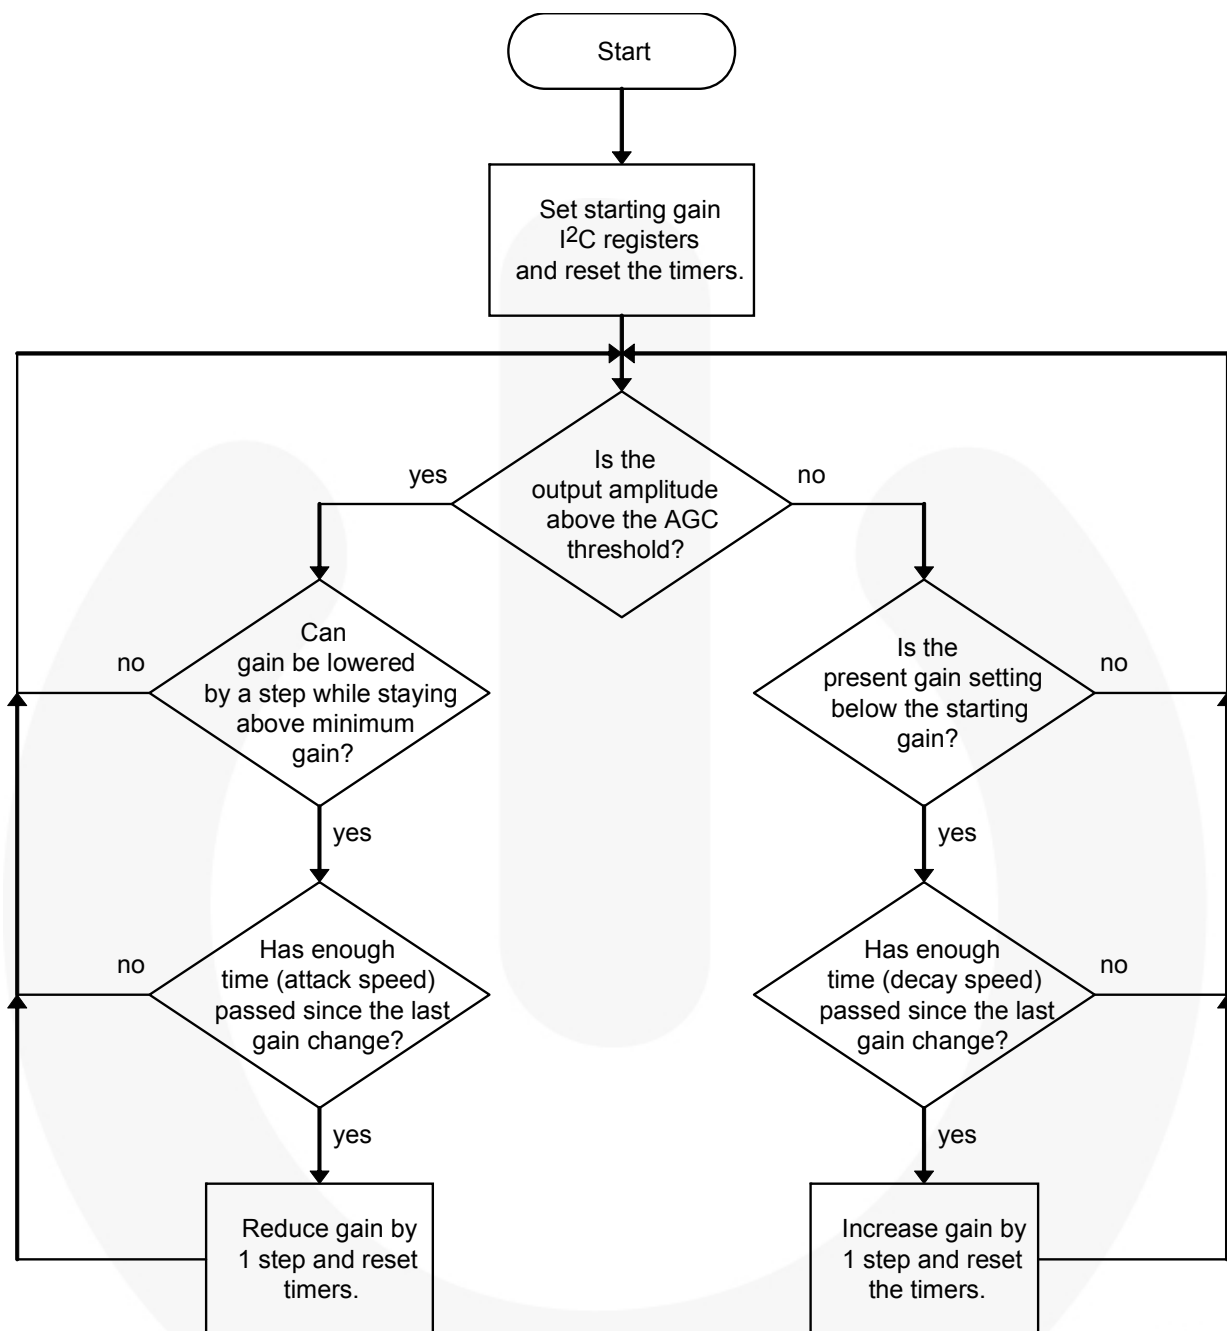 Start
Set starting gain
I²C registers
and reset the timers.
Is the
output amplitude
above the AGC
threshold?
yes
no
Can
gain be lowered
by a step while staying
above minimum
gain?
no
yes
Is the
present gain setting
below the starting
gain?
no
yes
Has enough
time (attack speed)
passed since the last
gain change?
no
yes
Has enough
time (decay speed)
passed since the last
gain change?
no
yes
Reduce gain by
1 step and reset
timers.
Increase gain by
1 step and reset
the timers.